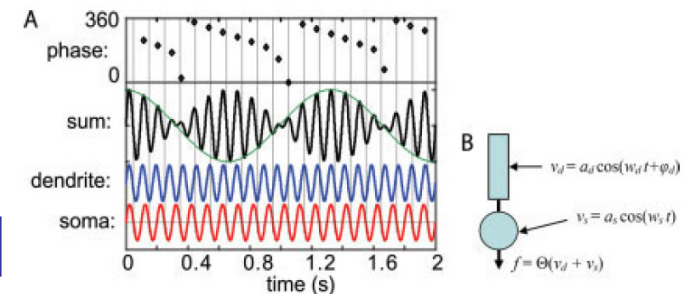 A
360
phase:
0
sum:
dendrite:
soma:
0 0.4 0.8 1.2 1.6 2
time (s)
B
v_d = a_d cos(w_d t+φ_d)
v_s = a_s cos(w_s t)
f = Θ(v_d + v_s)